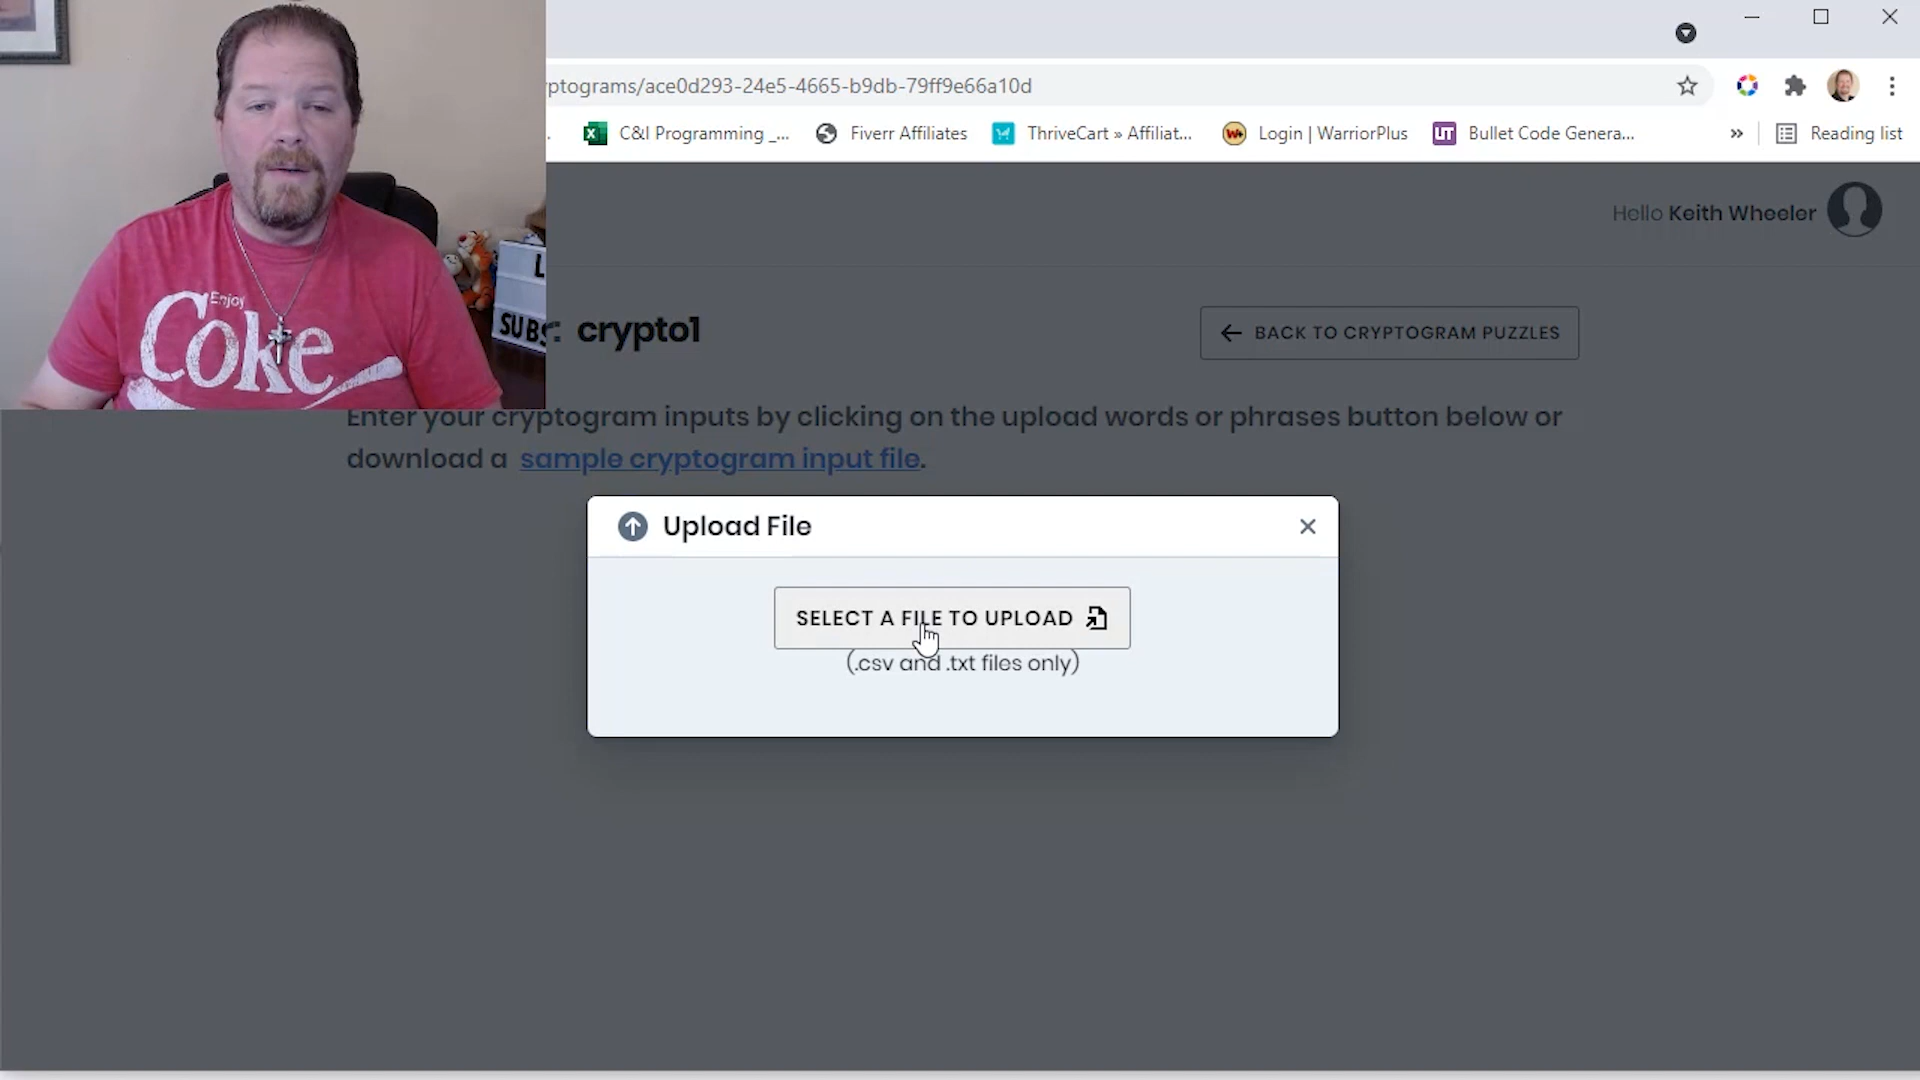 ptograms/ace0d293-24e5-4665-b9db-79ff9e66a10d
C&I Programming _...
Fiverr Affiliates
ThriveCart » Affiliat...
Login | WarriorPlus
Bullet Code Genera...
»
Reading list
Hello Keith Wheeler
Enjoy
Coke
L
SUBS
: crypto1
BACK TO CRYPTOGRAM PUZZLES
Enter your cryptogram inputs by clicking on the upload words or phrases button below or
download a sample cryptogram input file.
Upload File
SELECT A FILE TO UPLOAD
(.csv and .txt files only)